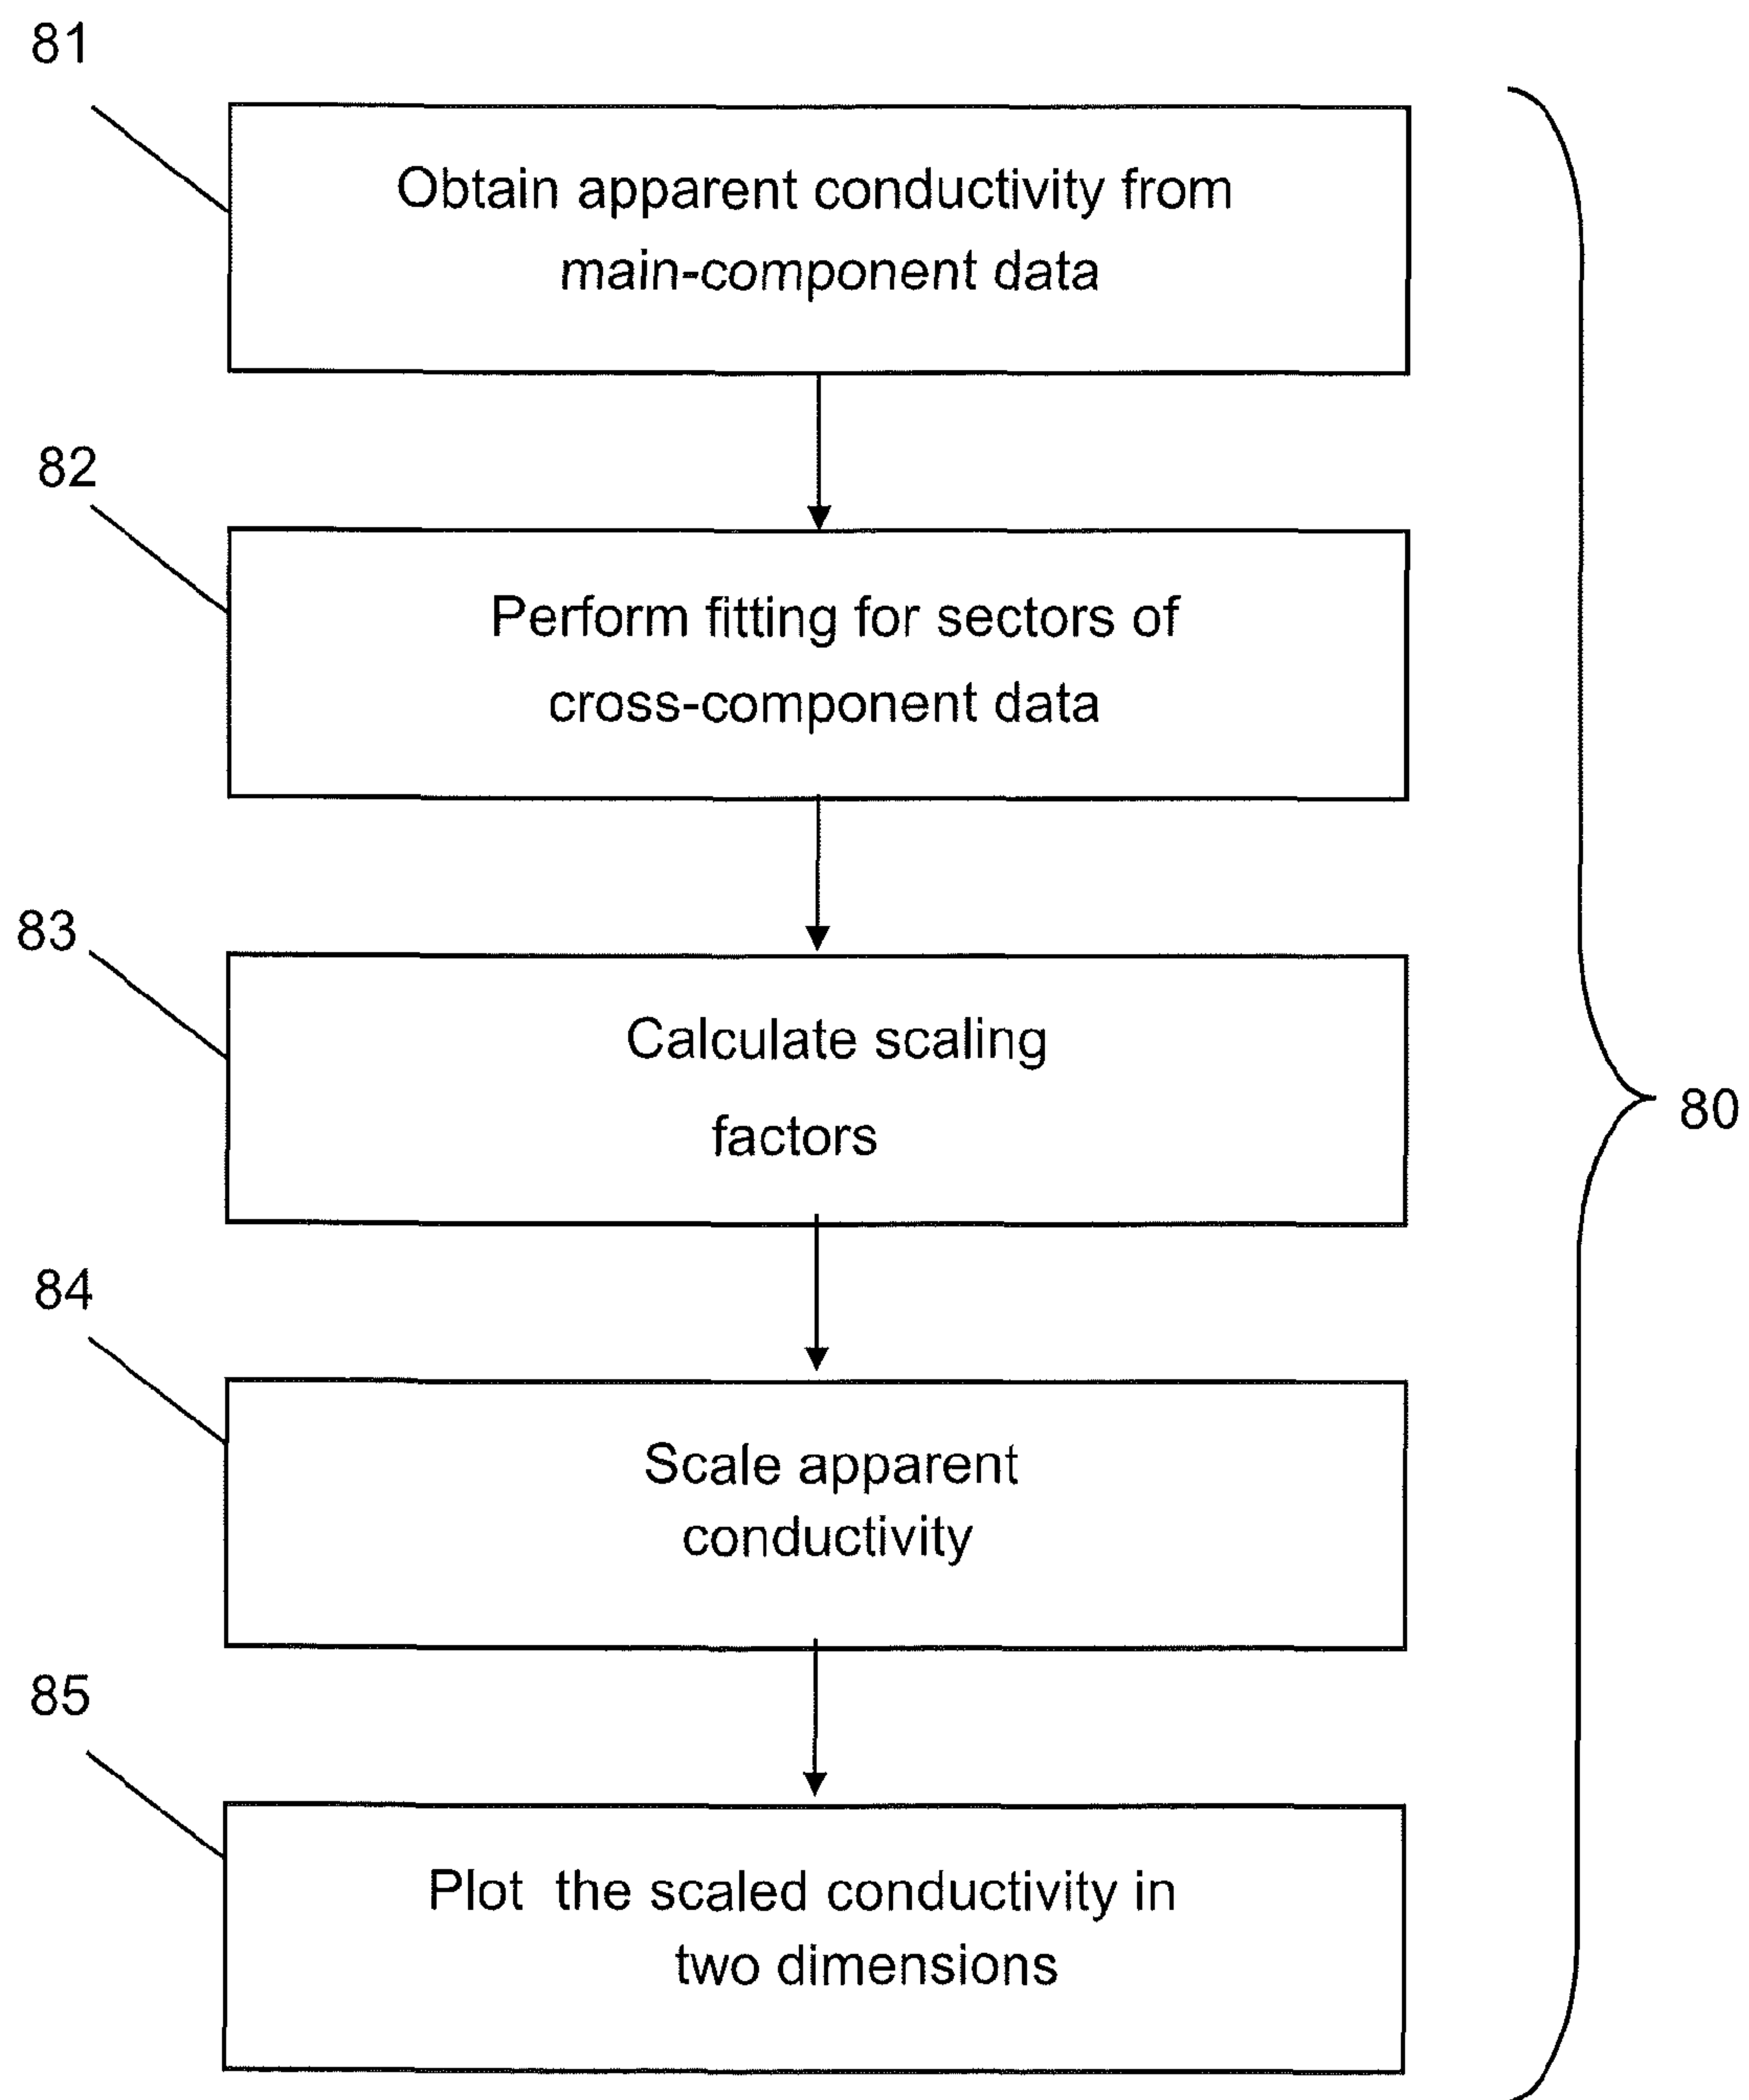 81
Obtain apparent conductivity from
main-component data
82
Perform fitting for sectors of
cross-component data
83
Calculate scaling
factors
80
84
Scale apparent
conductivity
85
Plot the scaled conductivity in
two dimensions